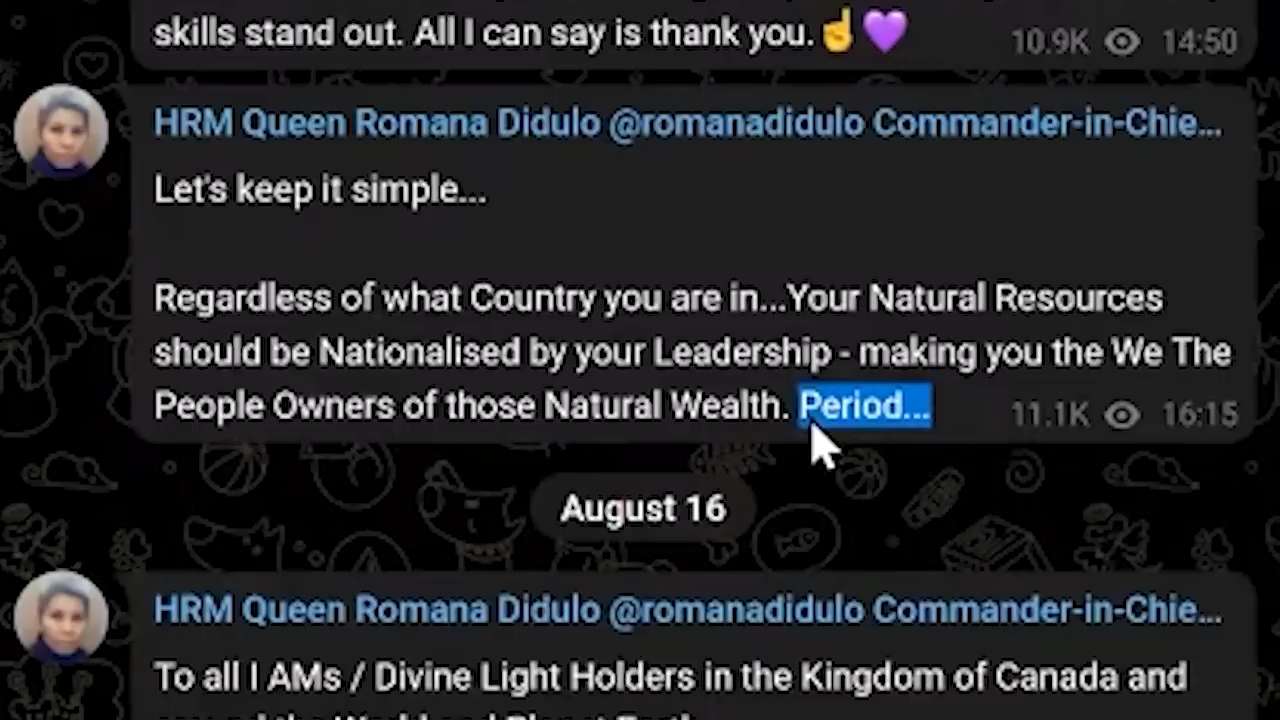 skills stand out. All I can say is thank you.☝️💜 10.9K 14:50
HRM Queen Romana Didulo @romanadidulo Commander-in-Chie...
Let's keep it simple...
Regardless of what Country you are in...Your Natural Resources
should be Nationalised by your Leadership - making you the We The
People Owners of those Natural Wealth. Period... 11.1K 16:15
August 16
HRM Queen Romana Didulo @romanadidulo Commander-in-Chie...
To all I AMs / Divine Light Holders in the Kingdom of Canada and